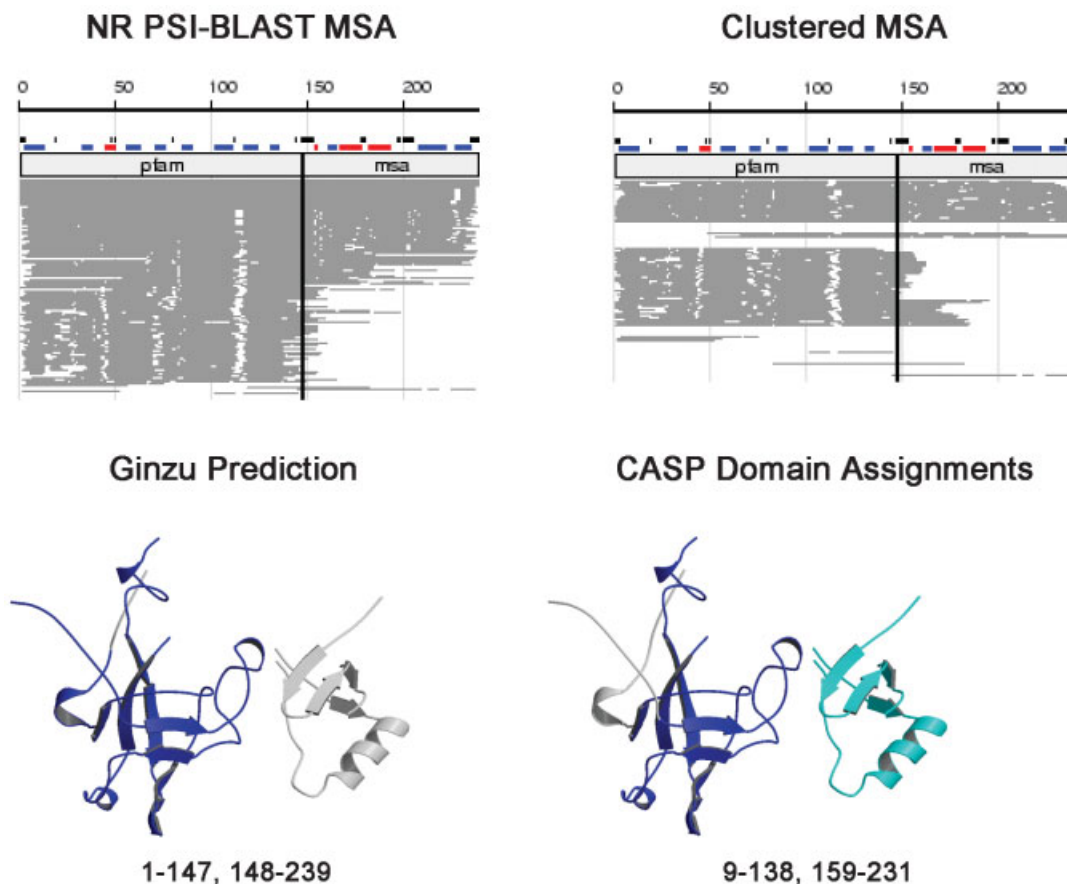 NR PSI-BLAST MSA
Clustered MSA
0 50 100 150 200
0 50 100 150 200
pfam msa
pfam msa
Ginzu Prediction
CASP Domain Assignments
1-147, 148-239
9-138, 159-231